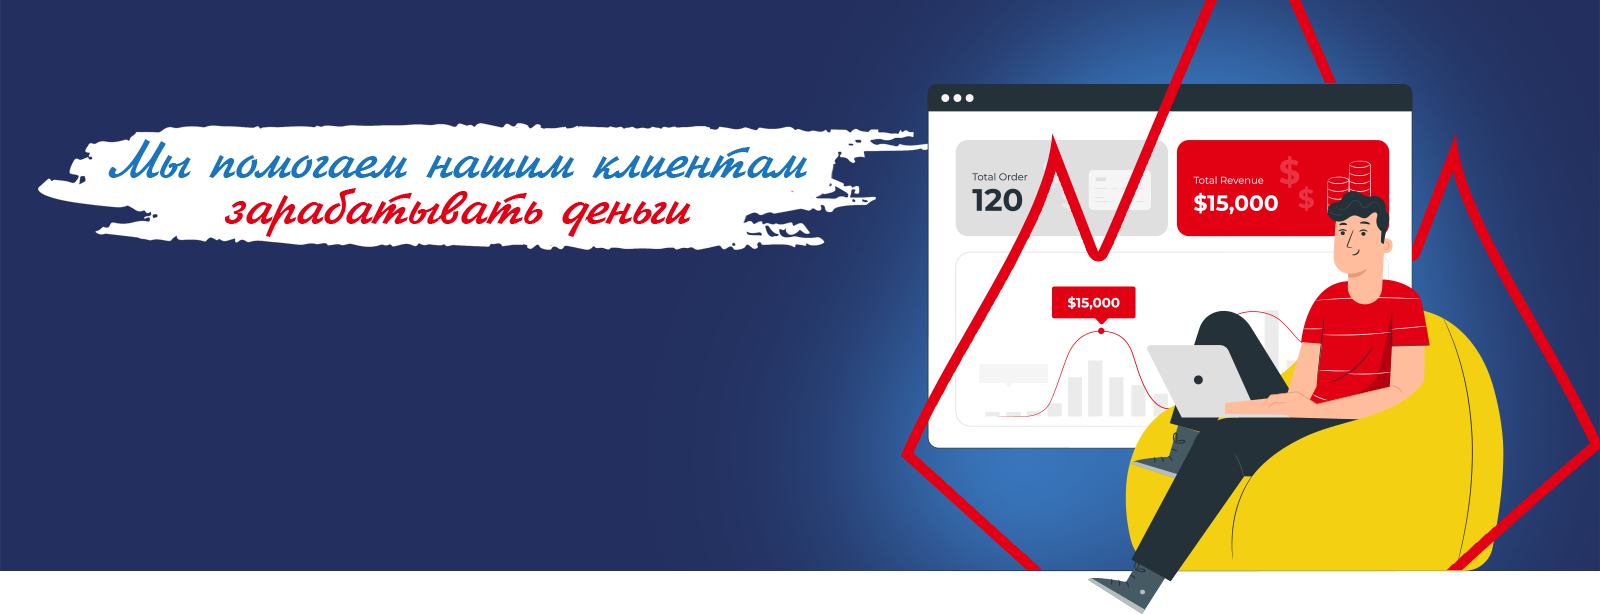 Мы помогаем нашим клиентам
зарабатывать деньги
Total Order
120
Total Revenue
$15,000
$15,000